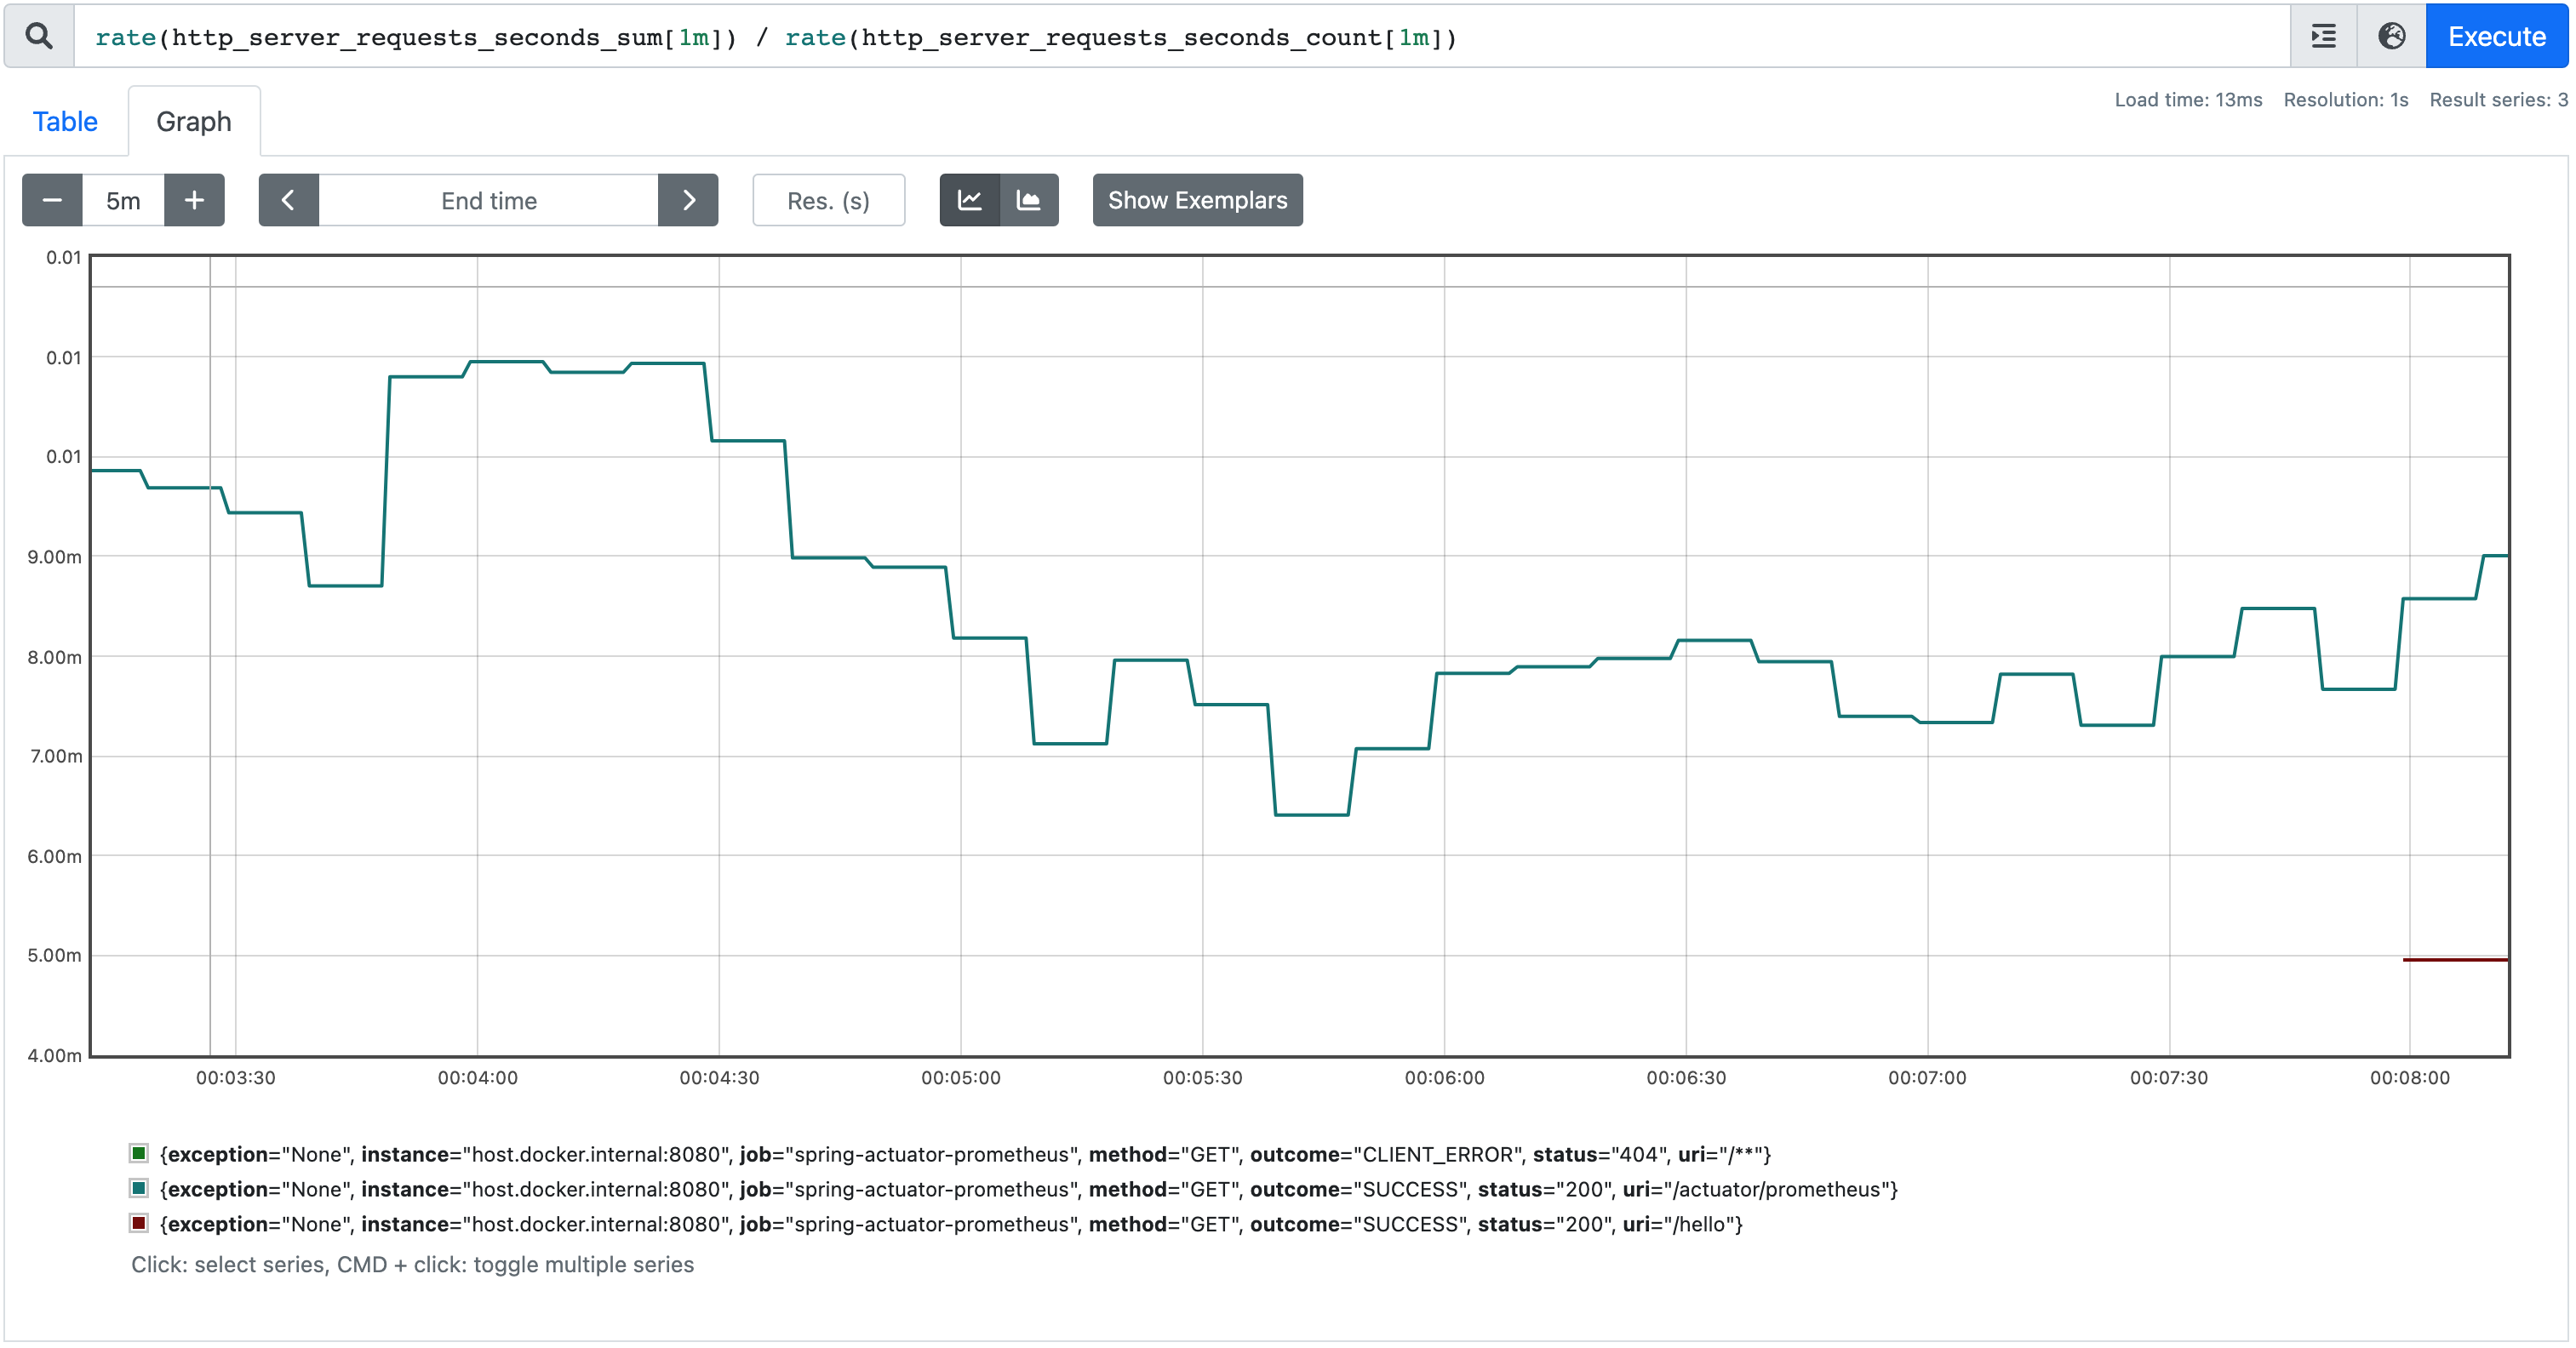 rate(http_server_requests_seconds_sum[1m]) / rate(http_server_requests_seconds_count[1m])
Execute
Table
Graph
Load time: 13ms Resolution: 1s Result series: 3
5m
End time
Res. (s)
Show Exemplars
0.01
0.01
0.01
9.00m
8.00m
7.00m
6.00m
5.00m
4.00m
00:03:30 00:04:00 00:04:30 00:05:00 00:05:30 00:06:00 00:06:30 00:07:00 00:07:30 00:08:00
{exception="None", instance="host.docker.internal:8080", job="spring-actuator-prometheus", method="GET", outcome="CLIENT_ERROR", status="404", uri="/**"}
{exception="None", instance="host.docker.internal:8080", job="spring-actuator-prometheus", method="GET", outcome="SUCCESS", status="200", uri="/actuator/prometheus"}
{exception="None", instance="host.docker.internal:8080", job="spring-actuator-prometheus", method="GET", outcome="SUCCESS", status="200", uri="/hello"}
Click: select series, CMD + click: toggle multiple series